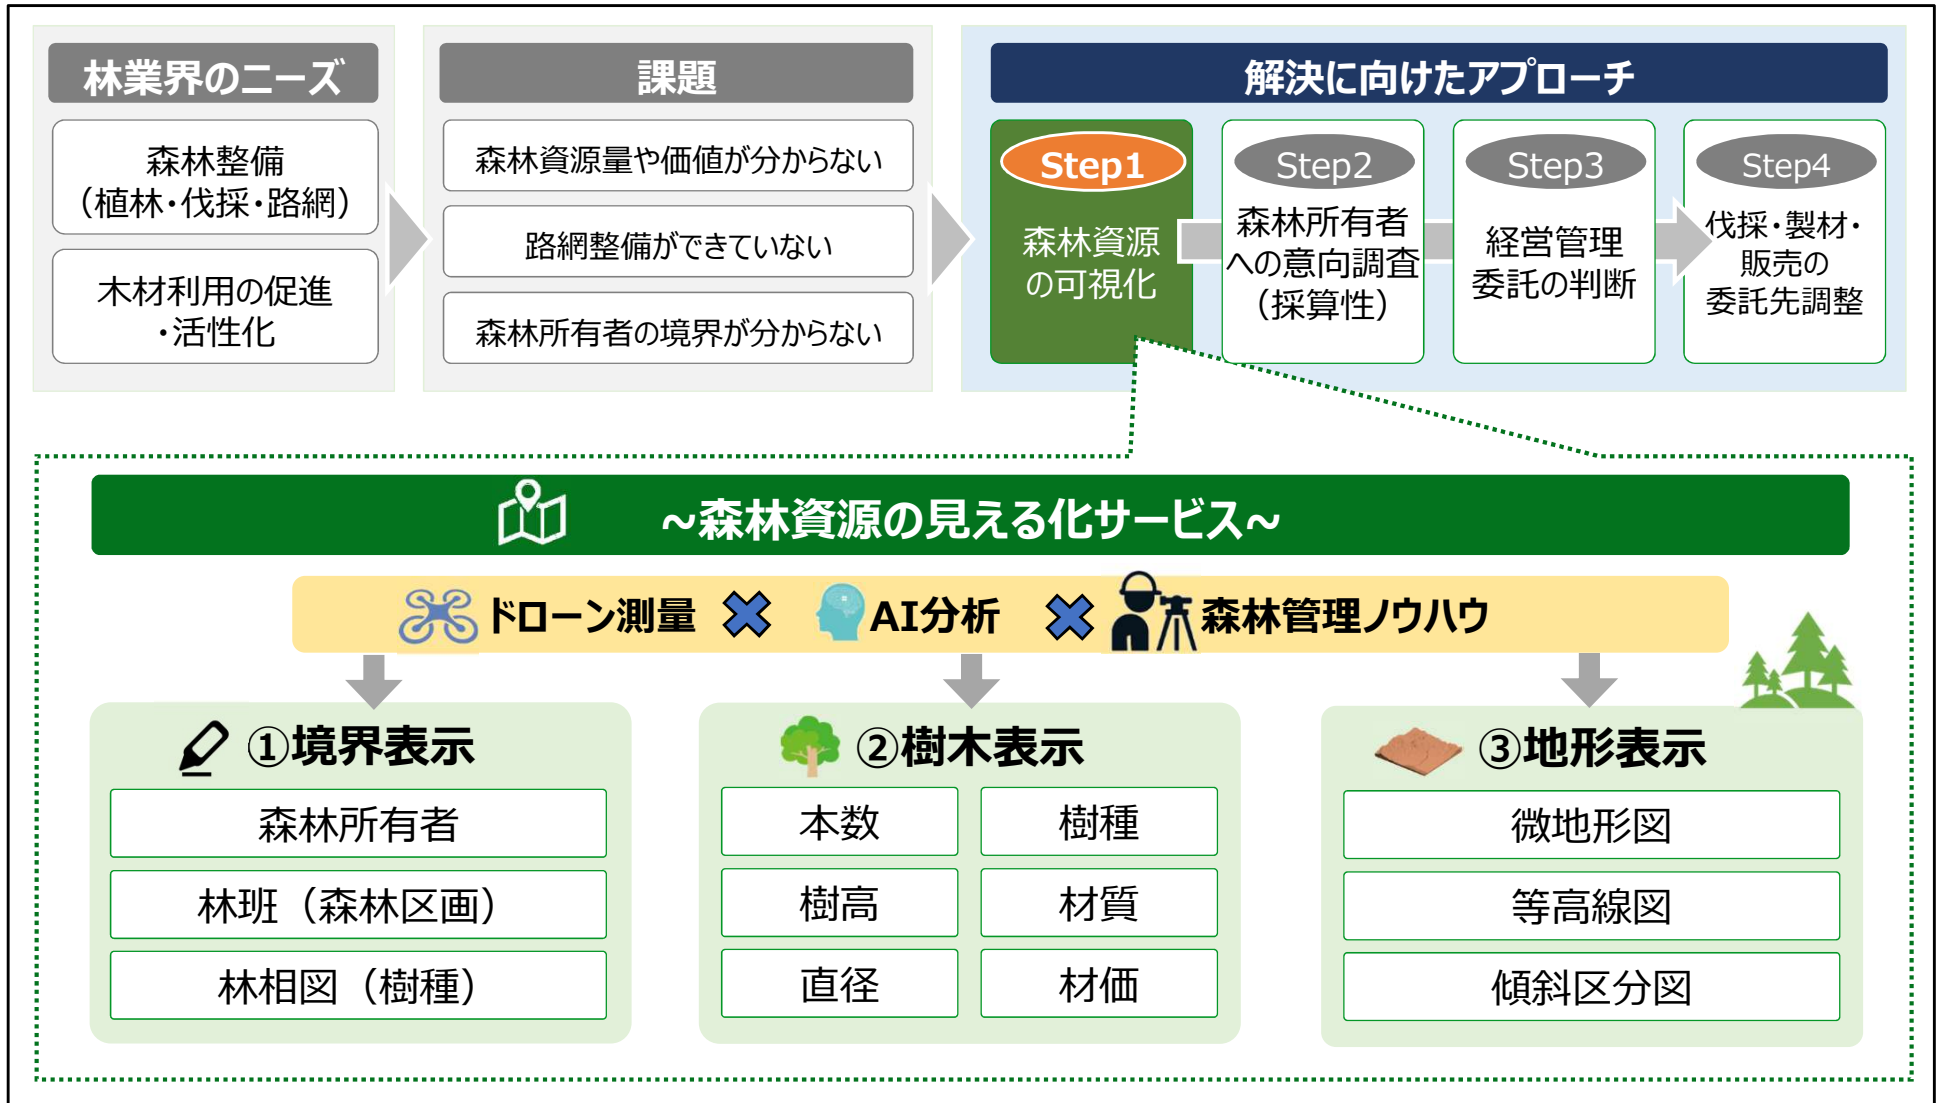 林業界のニーズ
森林整備
（植林・伐採・路網）
木材利用の促進
・活性化
課題
森林資源量や価値が分からない
路網整備ができていない
森林所有者の境界が分からない
解決に向けたアプローチ
Step1
森林資源
の可視化
Step2
森林所有者
への意向調査
（採算性）
Step3
経営管理
委託の判断
Step4
伐採・製材・
販売の
委託先調整
~森林資源の見える化サービス~
ドローン測量
AI分析
森林管理ノウハウ
①境界表示
森林所有者
林班（森林区画）
林相図（樹種）
②樹木表示
本数
樹種
樹高
材質
直径
材価
③地形表示
微地形図
等高線図
傾斜区分図